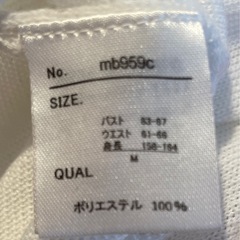 No. mb959c
SIZE.
バスト 83-87
ウエスト 61-66
身長 158-164
M
QUAL
ポリエステル 100%